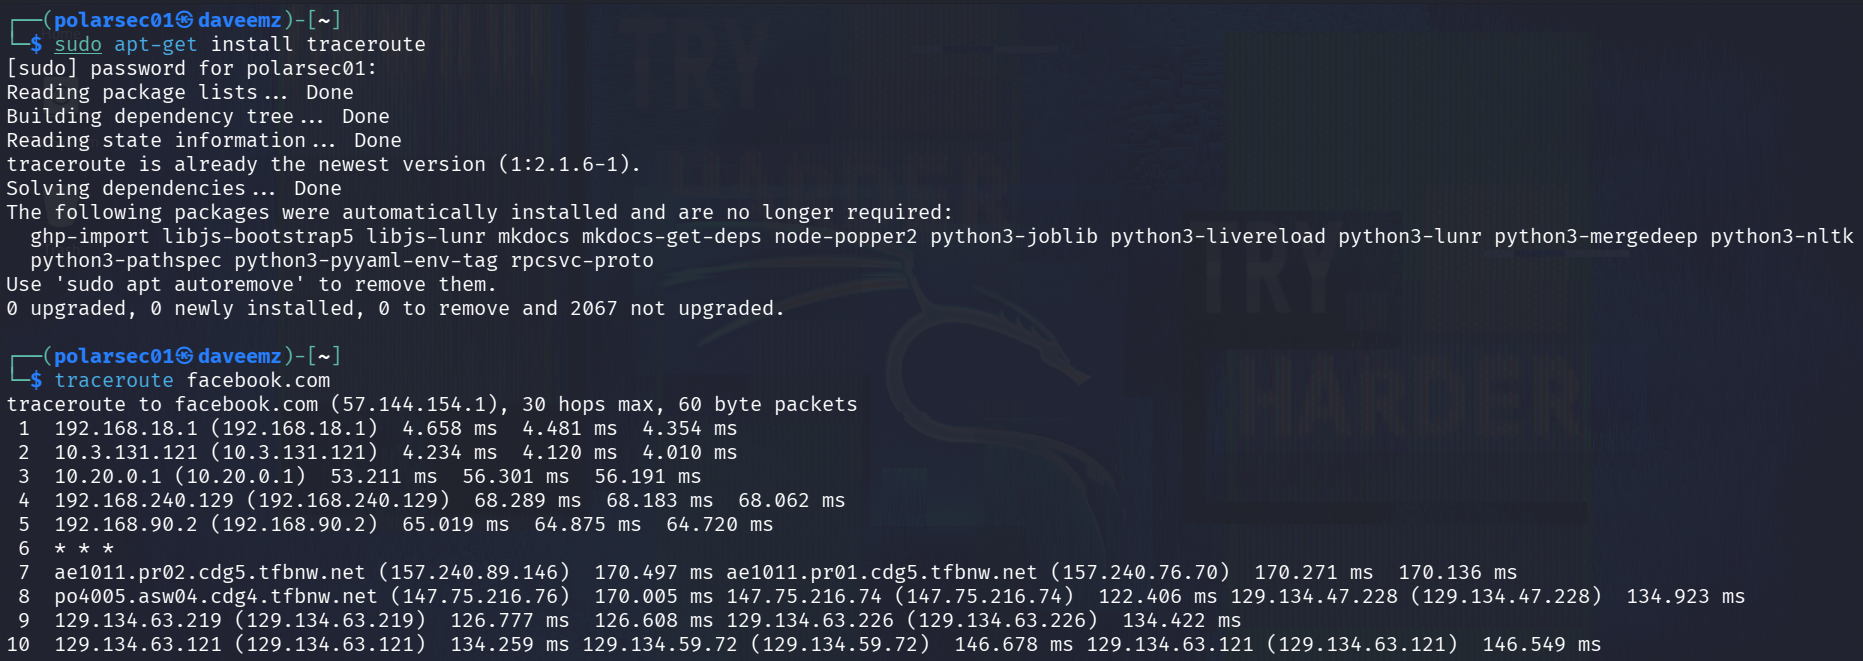 ┌──(polarsec01㉿daveemz)-[~]
└─$ sudo apt-get install traceroute
[sudo] password for polarsec01:
Reading package lists... Done
Building dependency tree... Done
Reading state information... Done
traceroute is already the newest version (1:2.1.6-1).
Solving dependencies... Done
The following packages were automatically installed and are no longer required:
  ghp-import libjs-bootstrap5 libjs-lunr mkdocs mkdocs-get-deps node-popper2 python3-joblib python3-livereload python3-lunr python3-mergedeep python3-nltk
  python3-pathspec python3-pyyaml-env-tag rpcsvc-proto
Use 'sudo apt autoremove' to remove them.
0 upgraded, 0 newly installed, 0 to remove and 2067 not upgraded.
┌──(polarsec01㉿daveemz)-[~]
└─$ traceroute facebook.com
traceroute to facebook.com (57.144.154.1), 30 hops max, 60 byte packets
 1  192.168.18.1 (192.168.18.1)  4.658 ms  4.481 ms  4.354 ms
 2  10.3.131.121 (10.3.131.121)  4.234 ms  4.120 ms  4.010 ms
 3  10.20.0.1 (10.20.0.1)  53.211 ms  56.301 ms  56.191 ms
 4  192.168.240.129 (192.168.240.129)  68.289 ms  68.183 ms  68.062 ms
 5  192.168.90.2 (192.168.90.2)  65.019 ms  64.875 ms  64.720 ms
 6  * * *
 7  ae1011.pr02.cdg5.tfbnw.net (157.240.89.146)  170.497 ms ae1011.pr01.cdg5.tfbnw.net (157.240.76.70)  170.271 ms  170.136 ms
 8  po4005.asw04.cdg4.tfbnw.net (147.75.216.76)  170.005 ms 147.75.216.74 (147.75.216.74)  122.406 ms 129.134.47.228 (129.134.47.228)  134.923 ms
 9  129.134.63.219 (129.134.63.219)  126.777 ms  126.608 ms 129.134.63.226 (129.134.63.226)  134.422 ms
10  129.134.63.121 (129.134.63.121)  134.259 ms 129.134.59.72 (129.134.59.72)  146.678 ms 129.134.63.121 (129.134.63.121)  146.549 ms
TRY
HARDER
TRY
HARDER